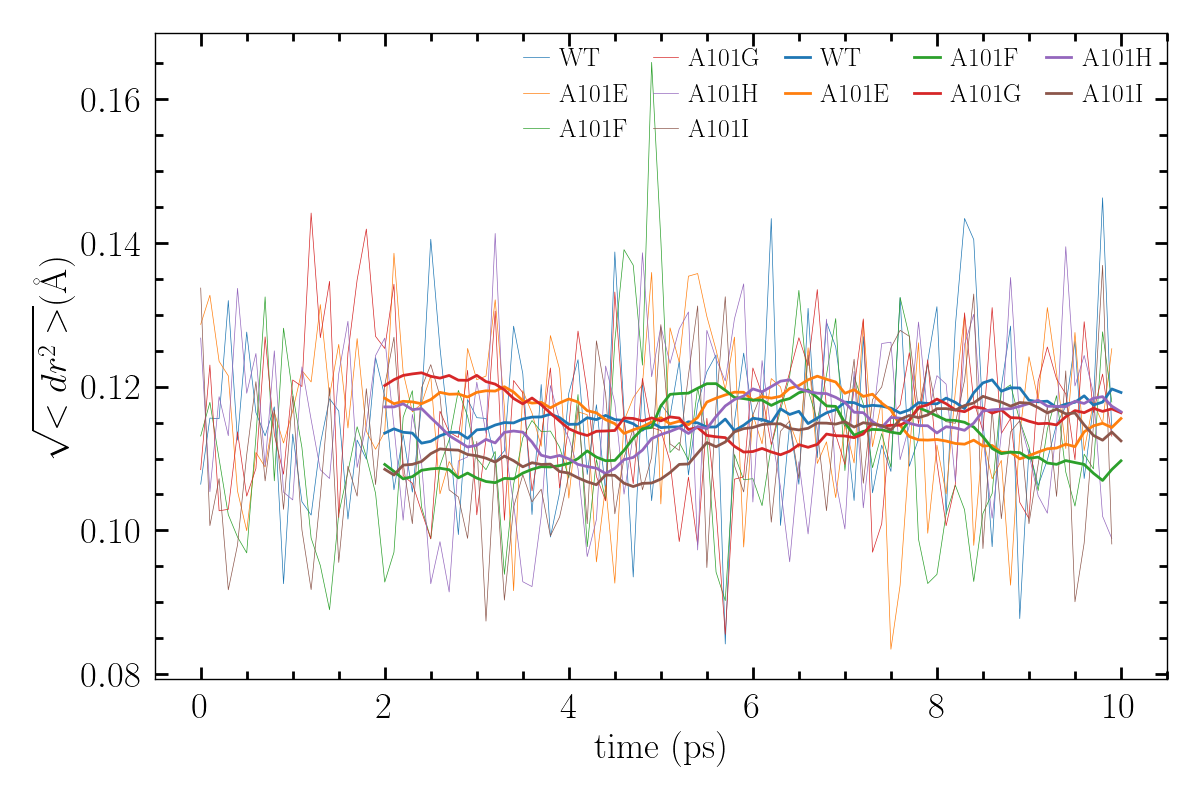 WT A101G WT A101F A101H
A101E A101H A101E A101G A101I
A101F A101I
0.16
0.14
0.12
0.10
0.08
√< dr² >(Å)
0 2 4 6 8 10
time (ps)